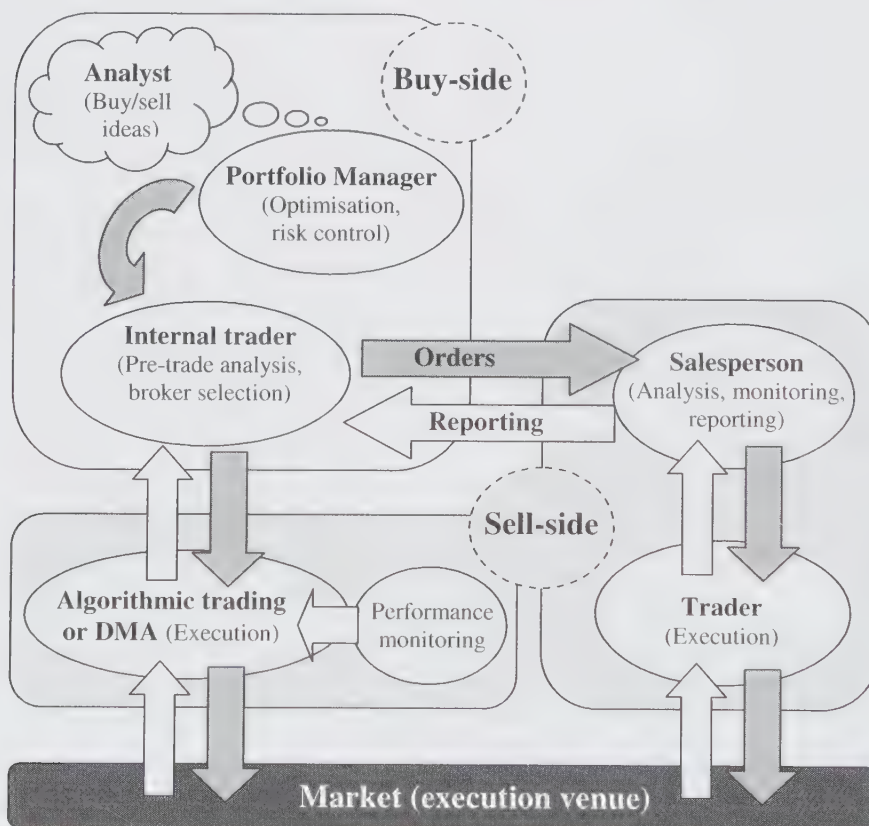 Analyst
(Buy/sell
ideas)
Buy-side
Portfolio Manager
(Optimisation,
risk control)
Internal trader
(Pre-trade analysis,
broker selection)
Orders
Reporting
Salesperson
(Analysis, monitoring,
reporting)
Sell-side
Algorithmic trading
or DMA (Execution)
Performance
monitoring
Trader
(Execution)
Market (execution venue)